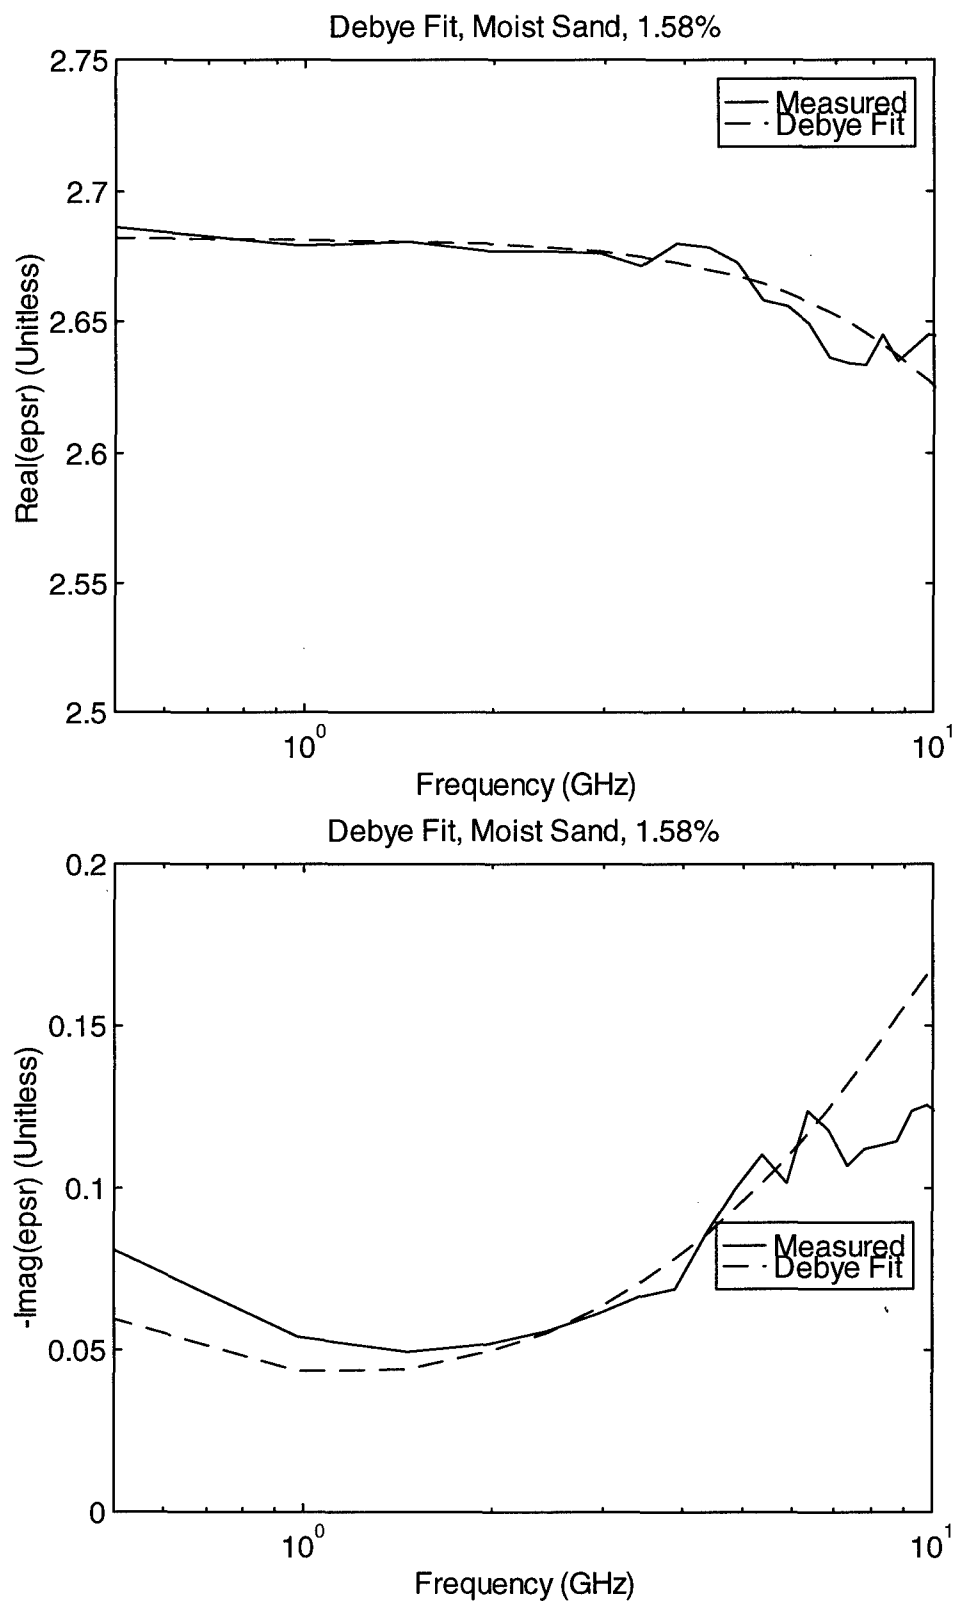 Debye Fit, Moist Sand, 1.58%
2.75
Measured
Debye Fit
2.7
2.65
2.6
2.55
2.5
Real(epsr) (Unitless)
10^0
10^1
Frequency (GHz)
Debye Fit, Moist Sand, 1.58%
0.2
0.15
0.1
Measured
Debye Fit
0.05
0
-Imag(epsr) (Unitless)
10^0
10^1
Frequency (GHz)